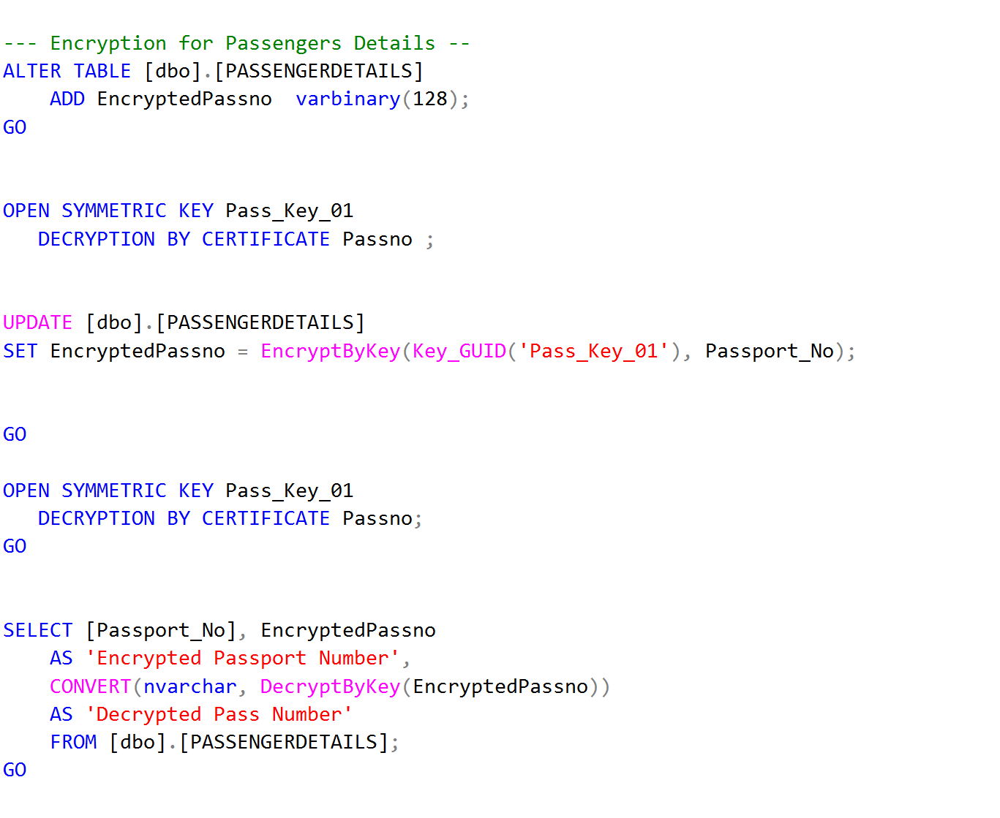 --- Encryption for Passengers Details --
ALTER TABLE [dbo].[PASSENGERDETAILS]
    ADD EncryptedPassno  varbinary(128);
GO
OPEN SYMMETRIC KEY Pass_Key_01
   DECRYPTION BY CERTIFICATE Passno ;
UPDATE [dbo].[PASSENGERDETAILS]
SET EncryptedPassno = EncryptByKey(Key_GUID('Pass_Key_01'), Passport_No);
GO
OPEN SYMMETRIC KEY Pass_Key_01
   DECRYPTION BY CERTIFICATE Passno;
GO
SELECT [Passport_No], EncryptedPassno
    AS 'Encrypted Passport Number',
    CONVERT(nvarchar, DecryptByKey(EncryptedPassno))
    AS 'Decrypted Pass Number'
    FROM [dbo].[PASSENGERDETAILS];
GO